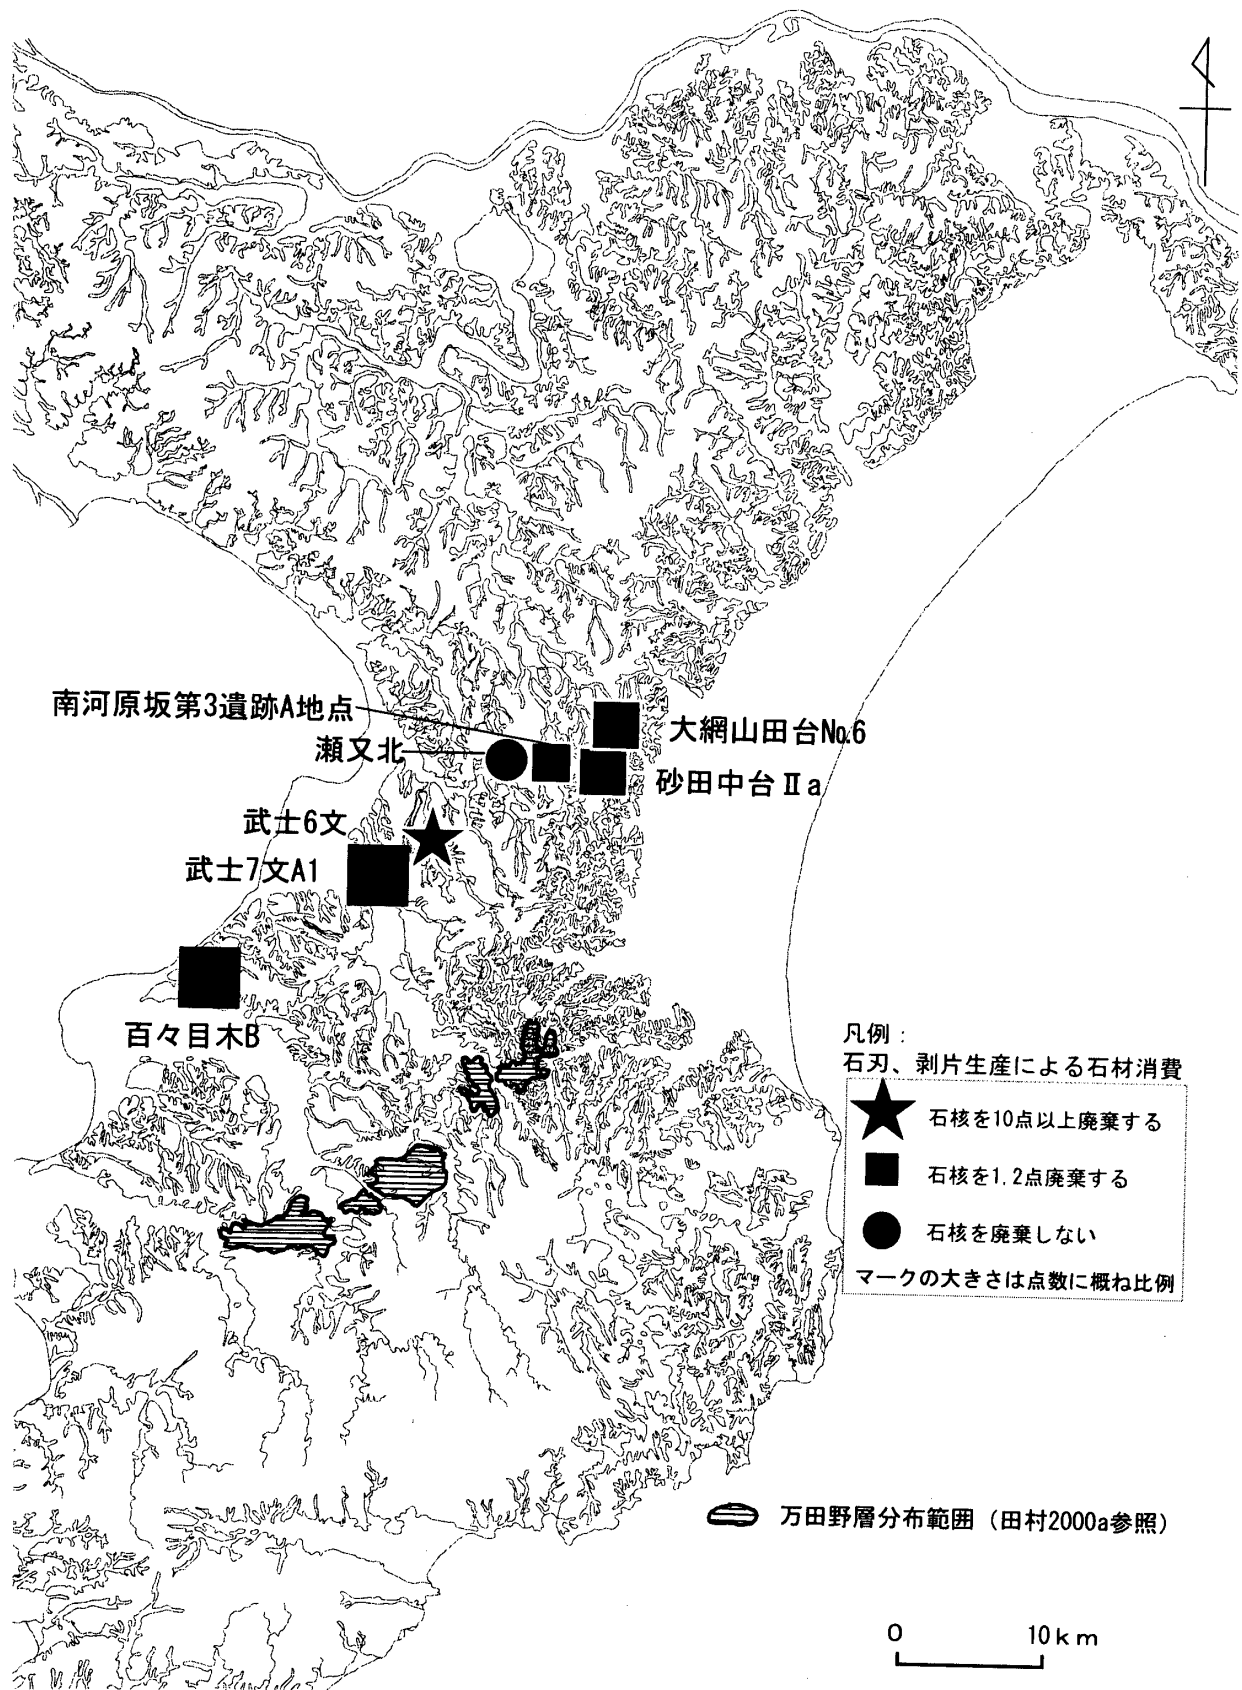 南河原坂第3遺跡A地点
瀬又北
大網山田台No.6
砂田中台Ⅱa
武士6文
武士7文A1
百々目木B
凡例:
石刃、剥片生産による石材消費
石核を10点以上廃棄する
石核を1,2点廃棄する
石核を廃棄しない
マークの大きさは点数に概ね比例
万田野層分布範囲（田村2000a参照）
0 10km